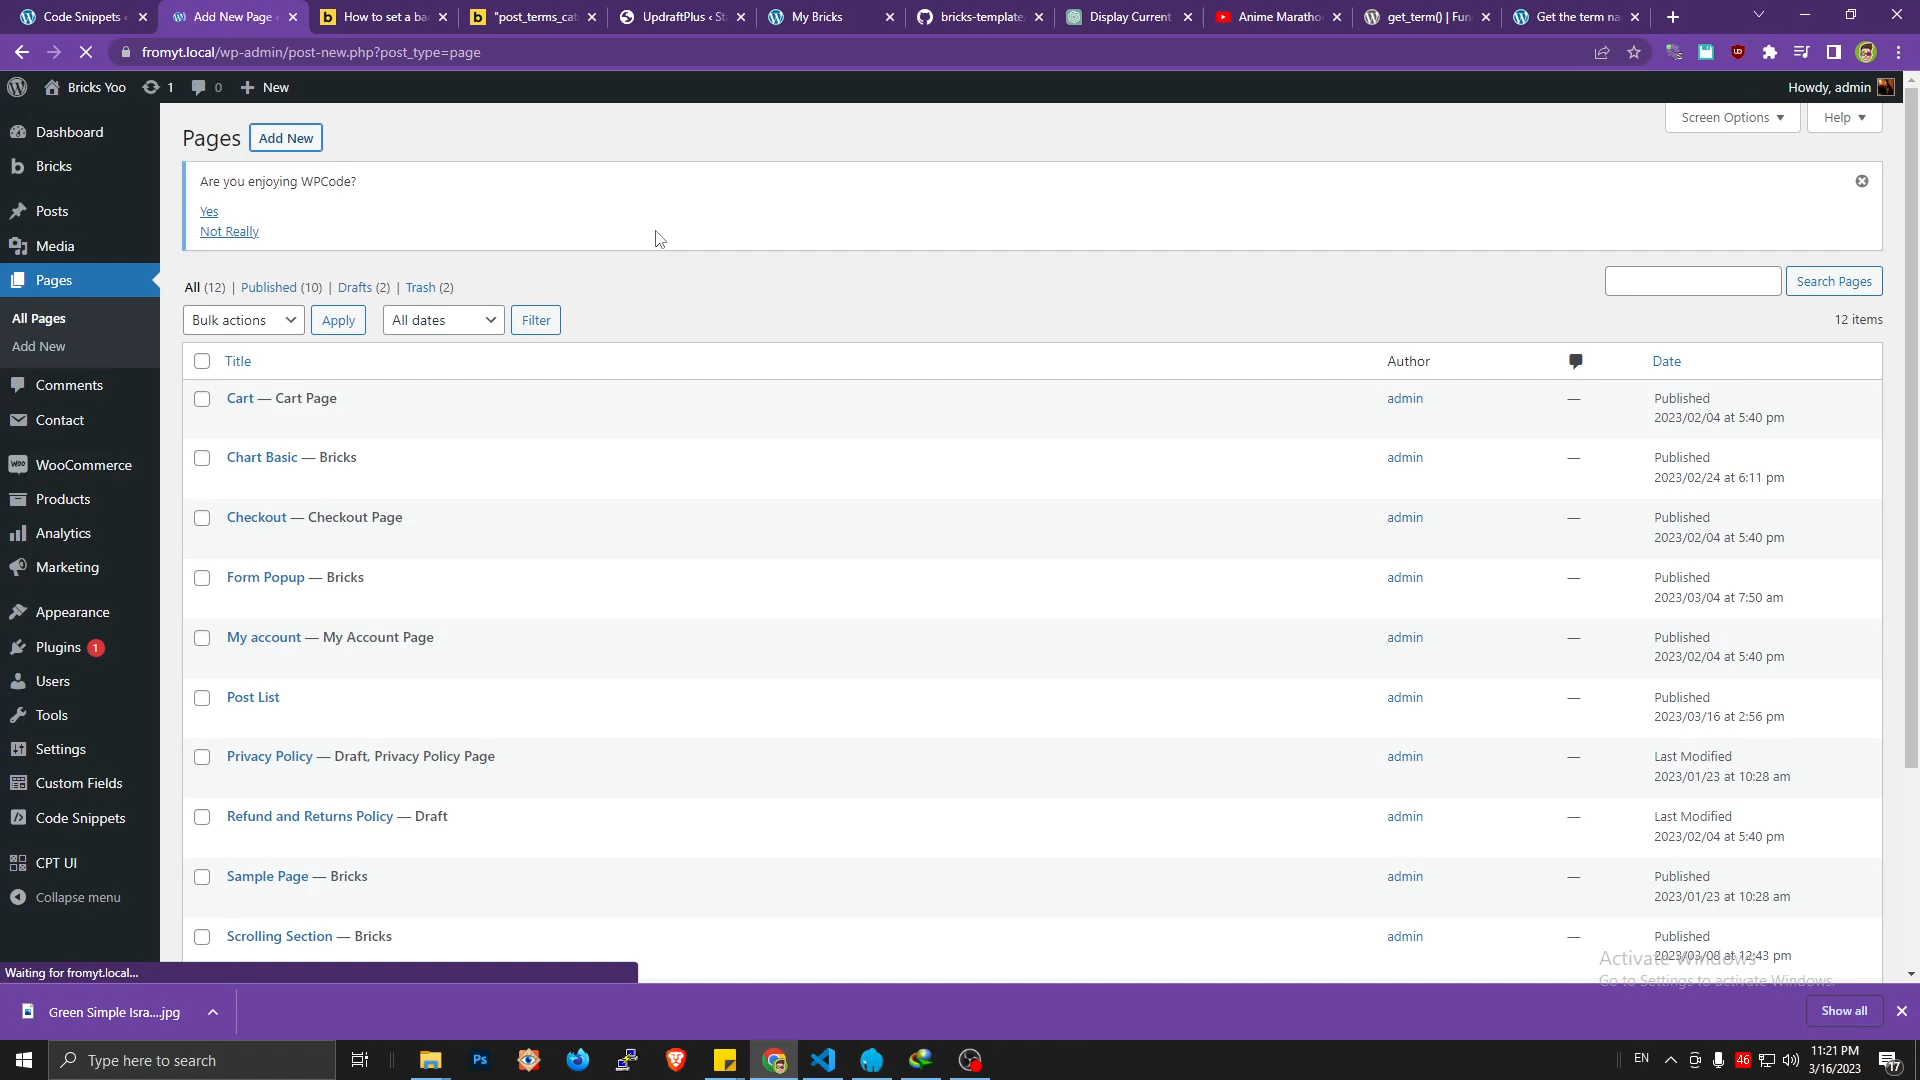 Code Snippets ‹
Add New Page ‹
How to set a ba
"post_terms_cat
UpdraftPlus ‹ St
My Bricks
bricks-template
Display Current
Anime Maratho
get_term() | Fun
Get the term na
fromyt.local/wp-admin/post-new.php?post_type=page
Bricks Yoo
1
0
New
Howdy, admin
Dashboard
Bricks
Posts
Media
Pages
All Pages
Add New
Comments
Contact
WooCommerce
Products
Analytics
Marketing
Appearance
Plugins 1
Users
Tools
Settings
Custom Fields
Code Snippets
CPT UI
Collapse menu
Screen Options
Help
Pages Add New
Are you enjoying WPCode?
Yes
Not Really
All (12) | Published (10) | Drafts (2) | Trash (2)
Search Pages
Bulk actions Apply All dates Filter
12 items
Title Author Date
Cart — Cart Page admin — Published
2023/02/04 at 5:40 pm
Chart Basic — Bricks admin — Published
2023/02/24 at 6:11 pm
Checkout — Checkout Page admin — Published
2023/02/04 at 5:40 pm
Form Popup — Bricks admin — Published
2023/03/04 at 7:50 am
My account — My Account Page admin — Published
2023/02/04 at 5:40 pm
Post List admin — Published
2023/03/16 at 2:56 pm
Privacy Policy — Draft, Privacy Policy Page admin — Last Modified
2023/01/23 at 10:28 am
Refund and Returns Policy — Draft admin — Last Modified
2023/02/04 at 5:40 pm
Sample Page — Bricks admin — Published
2023/01/23 at 10:28 am
Scrolling Section — Bricks admin — Published
2023/03/08 at 12:43 pm
Activate Windows
Go to Settings to activate Windows.
Waiting for fromyt.local...
Green Simple Isra....jpg
Show all
Type here to search
Ps
EN
46
11:21 PM
3/16/2023
17